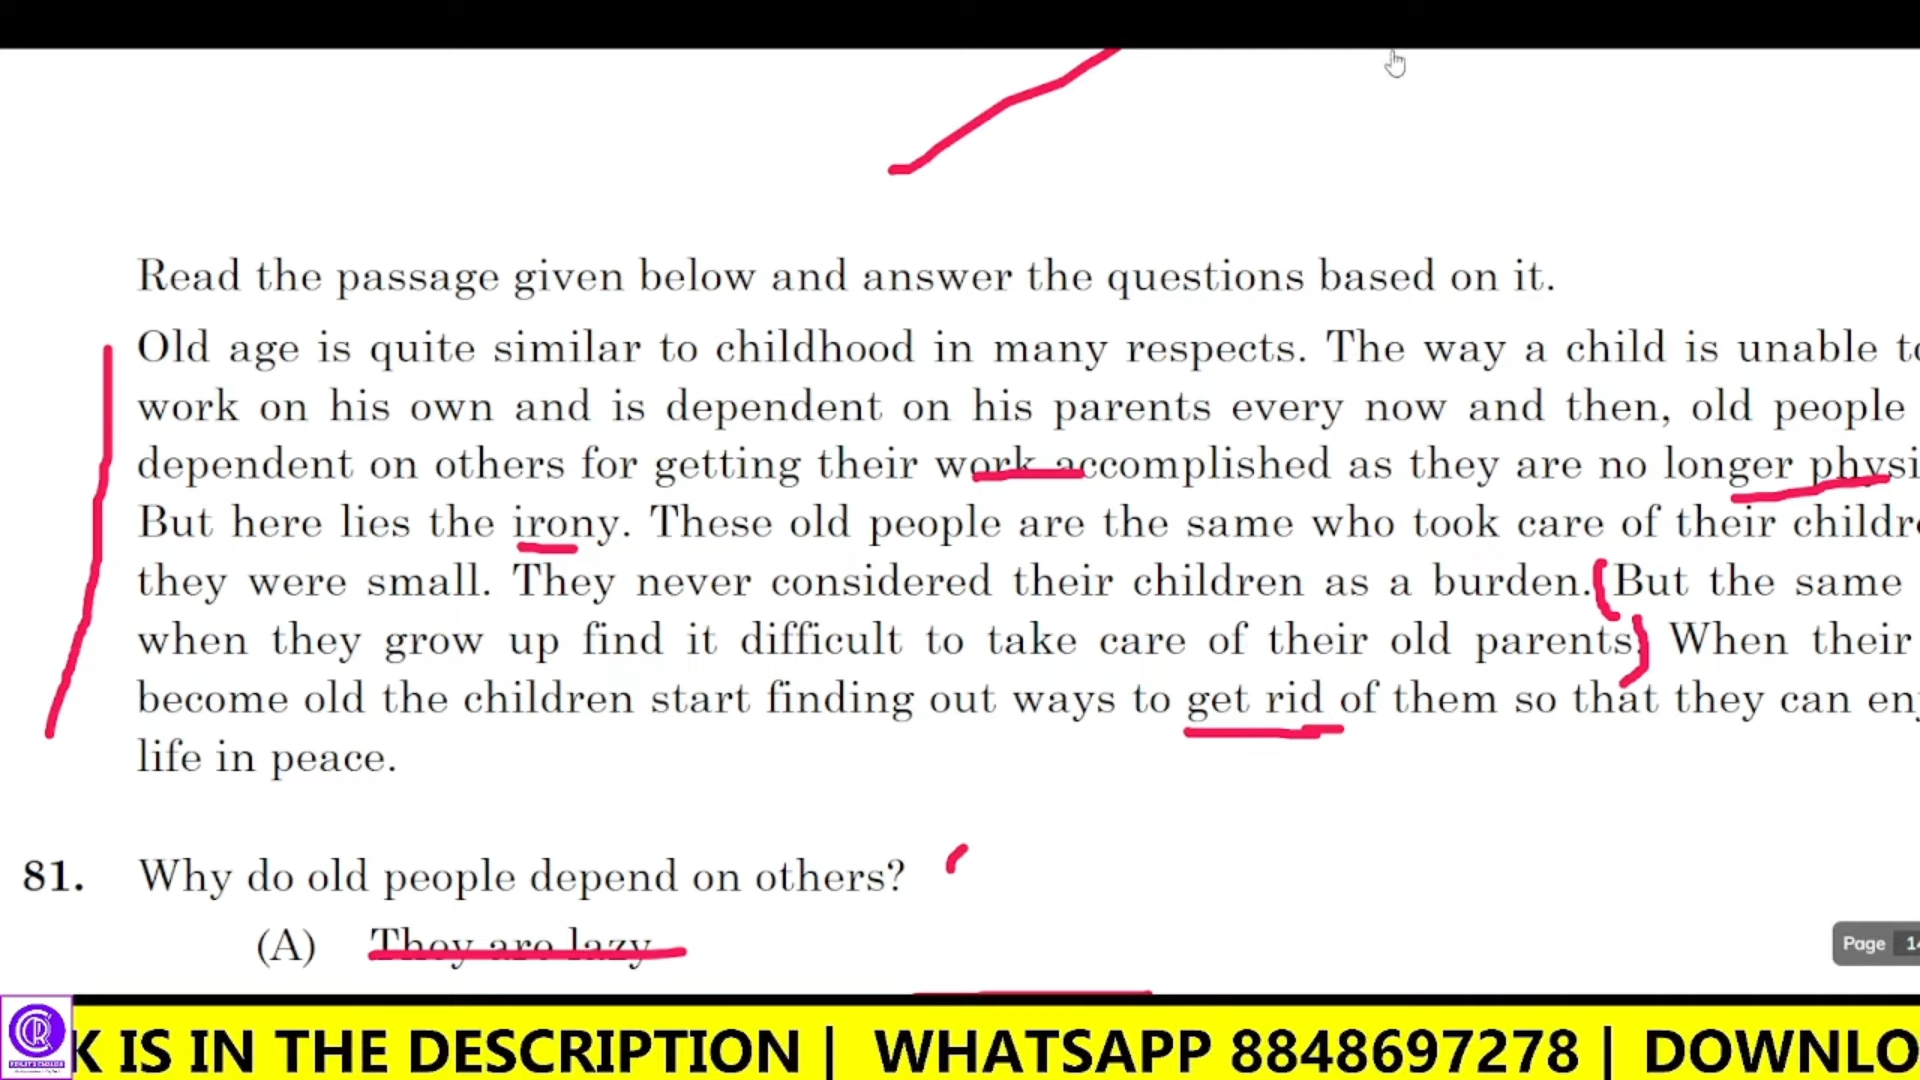 Read the passage given below and answer the questions based on it.
Old age is quite similar to childhood in many respects. The way a child is unable to
work on his own and is dependent on his parents every now and then, old people
dependent on others for getting their work accomplished as they are no longer physi
But here lies the irony. These old people are the same who took care of their childre
they were small. They never considered their children as a burden. But the same
when they grow up find it difficult to take care of their old parents. When their
become old the children start finding out ways to get rid of them so that they can enj
life in peace.
81. Why do old people depend on others?
(A) They are lazy
Page 14
K IS IN THE DESCRIPTION | WHATSAPP 8848697278 | DOWNLO